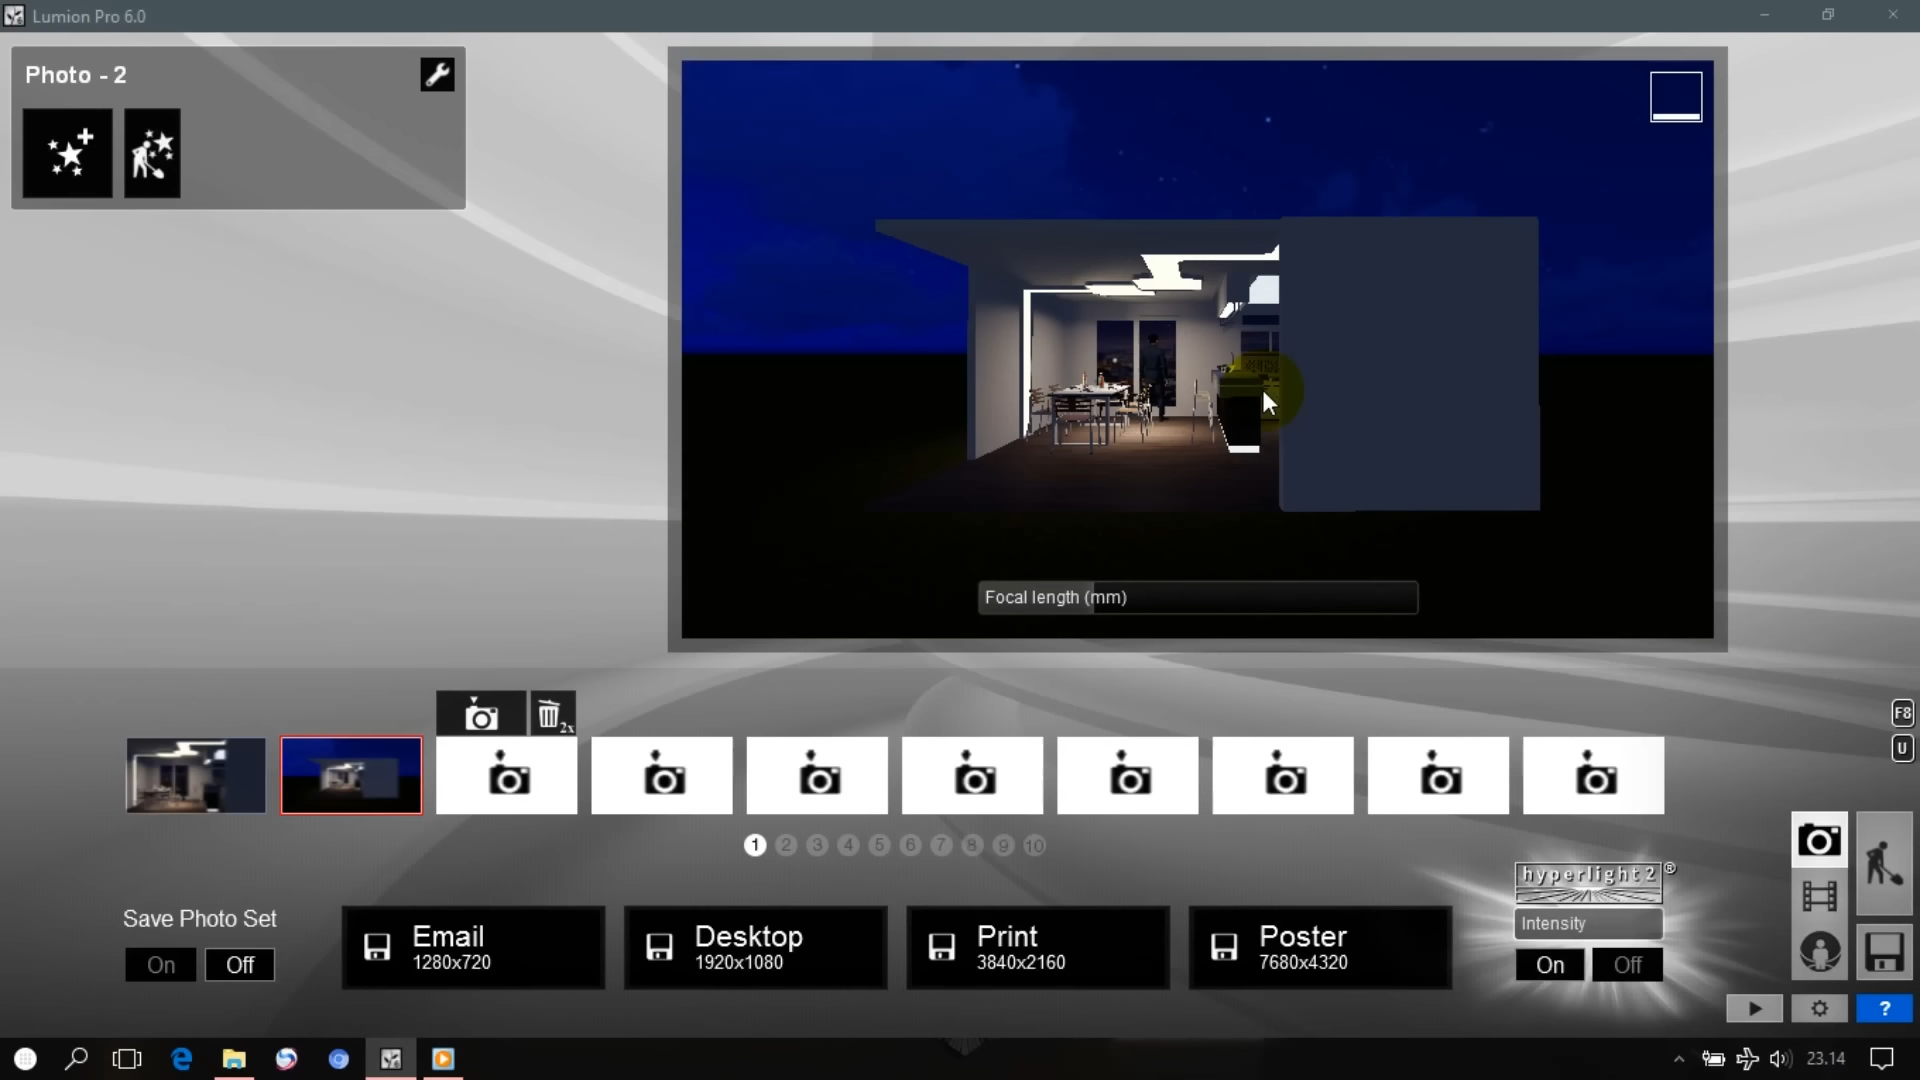 Lumion Pro 6.0
Photo - 2
Focal length (mm)
2x
F8
U
1 2 3 4 5 6 7 8 9 10
hyperlight 2 ®
Save Photo Set
Email
1280x720
Desktop
1920x1080
Print
3840x2160
Poster
7680x4320
Intensity
On Off
On Off
?
23.14